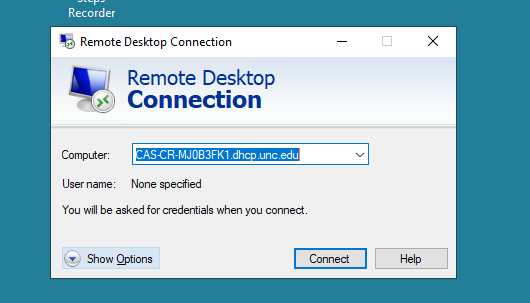 Steps
Recorder
Remote Desktop Connection
Remote Desktop
Connection
Computer: CAS-CR-MJ0B3FK1.dhcp.unc.edu
User name: None specified
You will be asked for credentials when you connect.
Show Options Connect Help